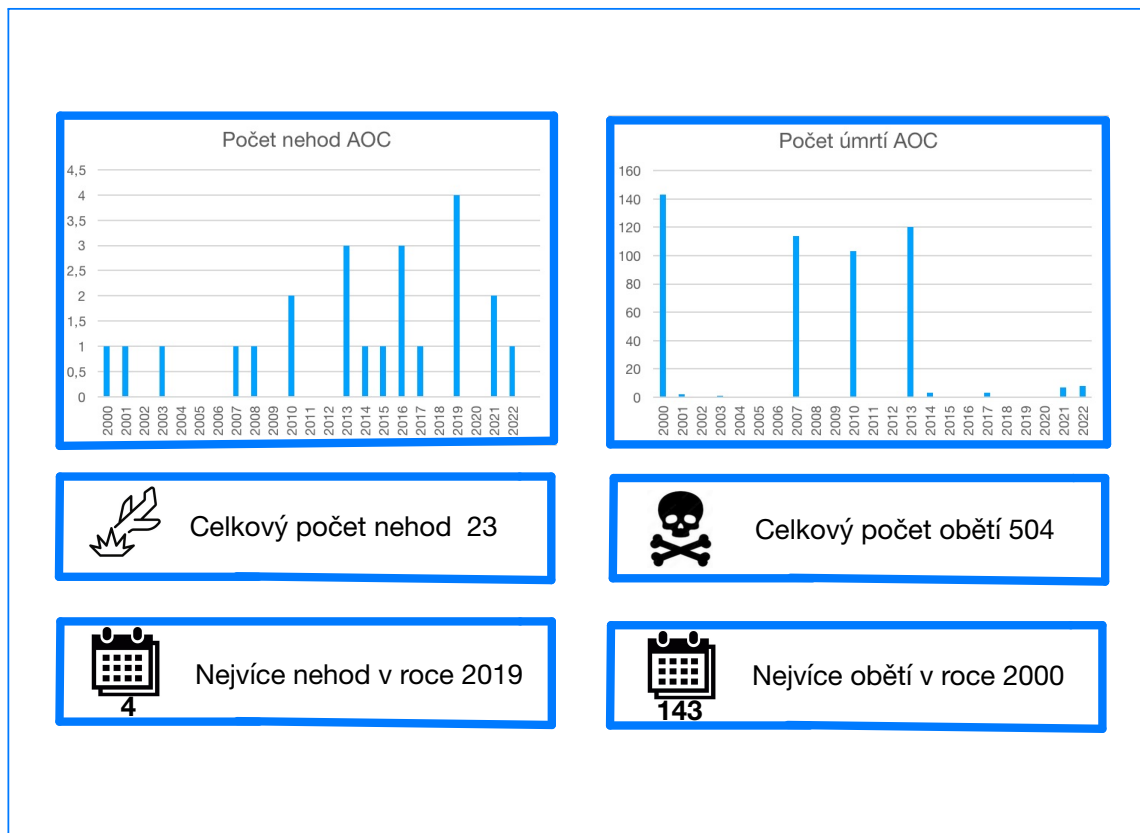 Počet nehod AOC
4,5
4
3,5
3
2,5
2
1,5
1
0,5
0
2000 2001 2002 2003 2004 2005 2006 2007 2008 2009 2010 2011 2012 2013 2014 2015 2016 2017 2018 2019 2020 2021 2022
Počet úmrtí AOC
160
140
120
100
80
60
40
20
0
2000 2001 2002 2003 2004 2005 2006 2007 2008 2009 2010 2011 2012 2013 2014 2015 2016 2017 2018 2019 2020 2021 2022
Celkový počet nehod 23
Celkový počet obětí 504
Nejvíce nehod v roce 2019
4
Nejvíce obětí v roce 2000
143